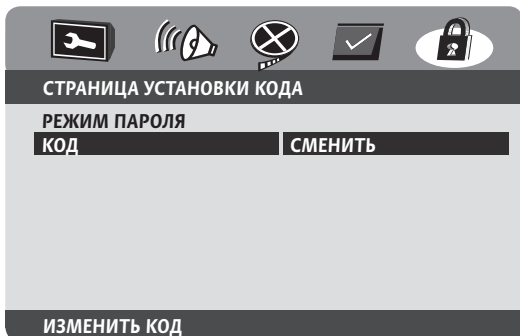 СТРАНИЦА УСТАНОВКИ КОДА
РЕЖИМ ПАРОЛЯ
КОД СМЕНИТЬ
ИЗМЕНИТЬ КОД